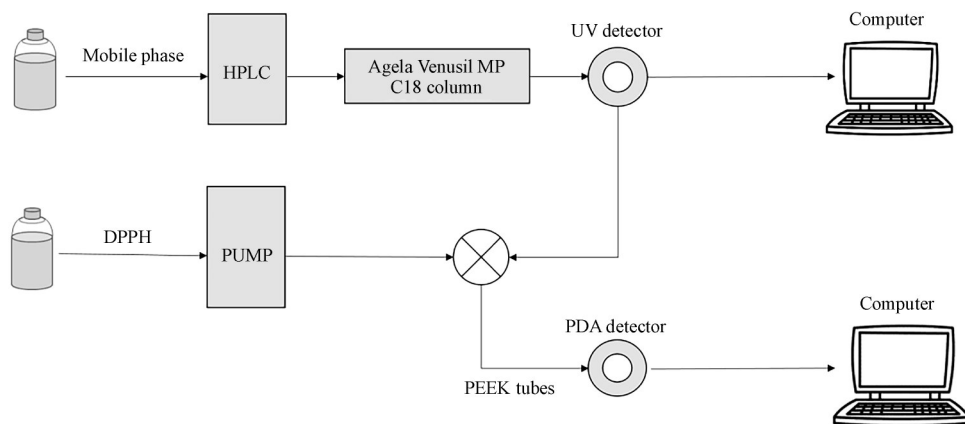 Computer
UV detector
Mobile phase
HPLC
Agela Venusil MP
C18 column
DPPH
PUMP
Computer
PDA detector
PEEK tubes